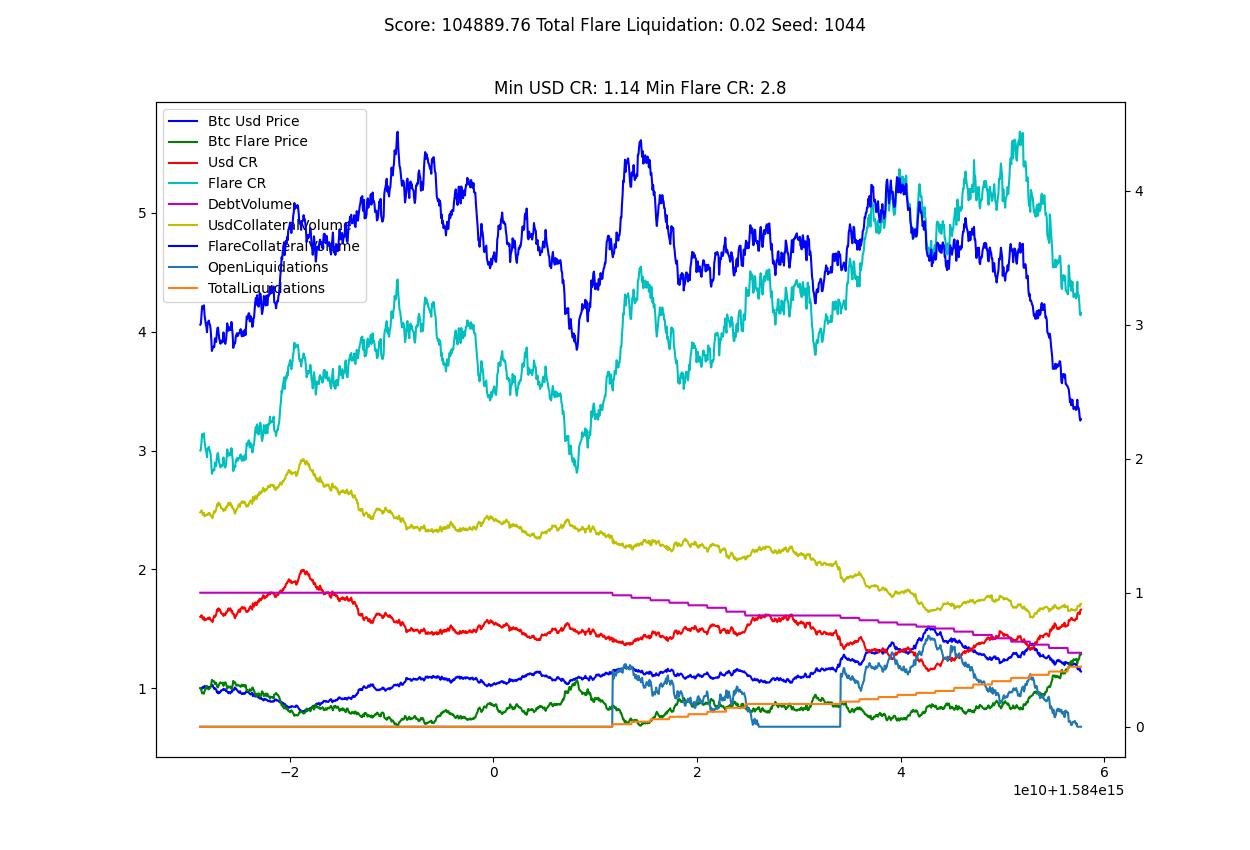 Score: 104889.76 Total Flare Liquidation: 0.02 Seed: 1044
Min USD CR: 1.14 Min Flare CR: 2.8
Btc Usd Price
Btc Flare Price
Usd CR
Flare CR
DebtVolume
UsdCollateralVolume
FlareCollateralVolume
OpenLiquidations
TotalLiquidations
5
4
3
2
1
4
3
2
1
0
−2
0
2
4
6
1e10+1.584e15